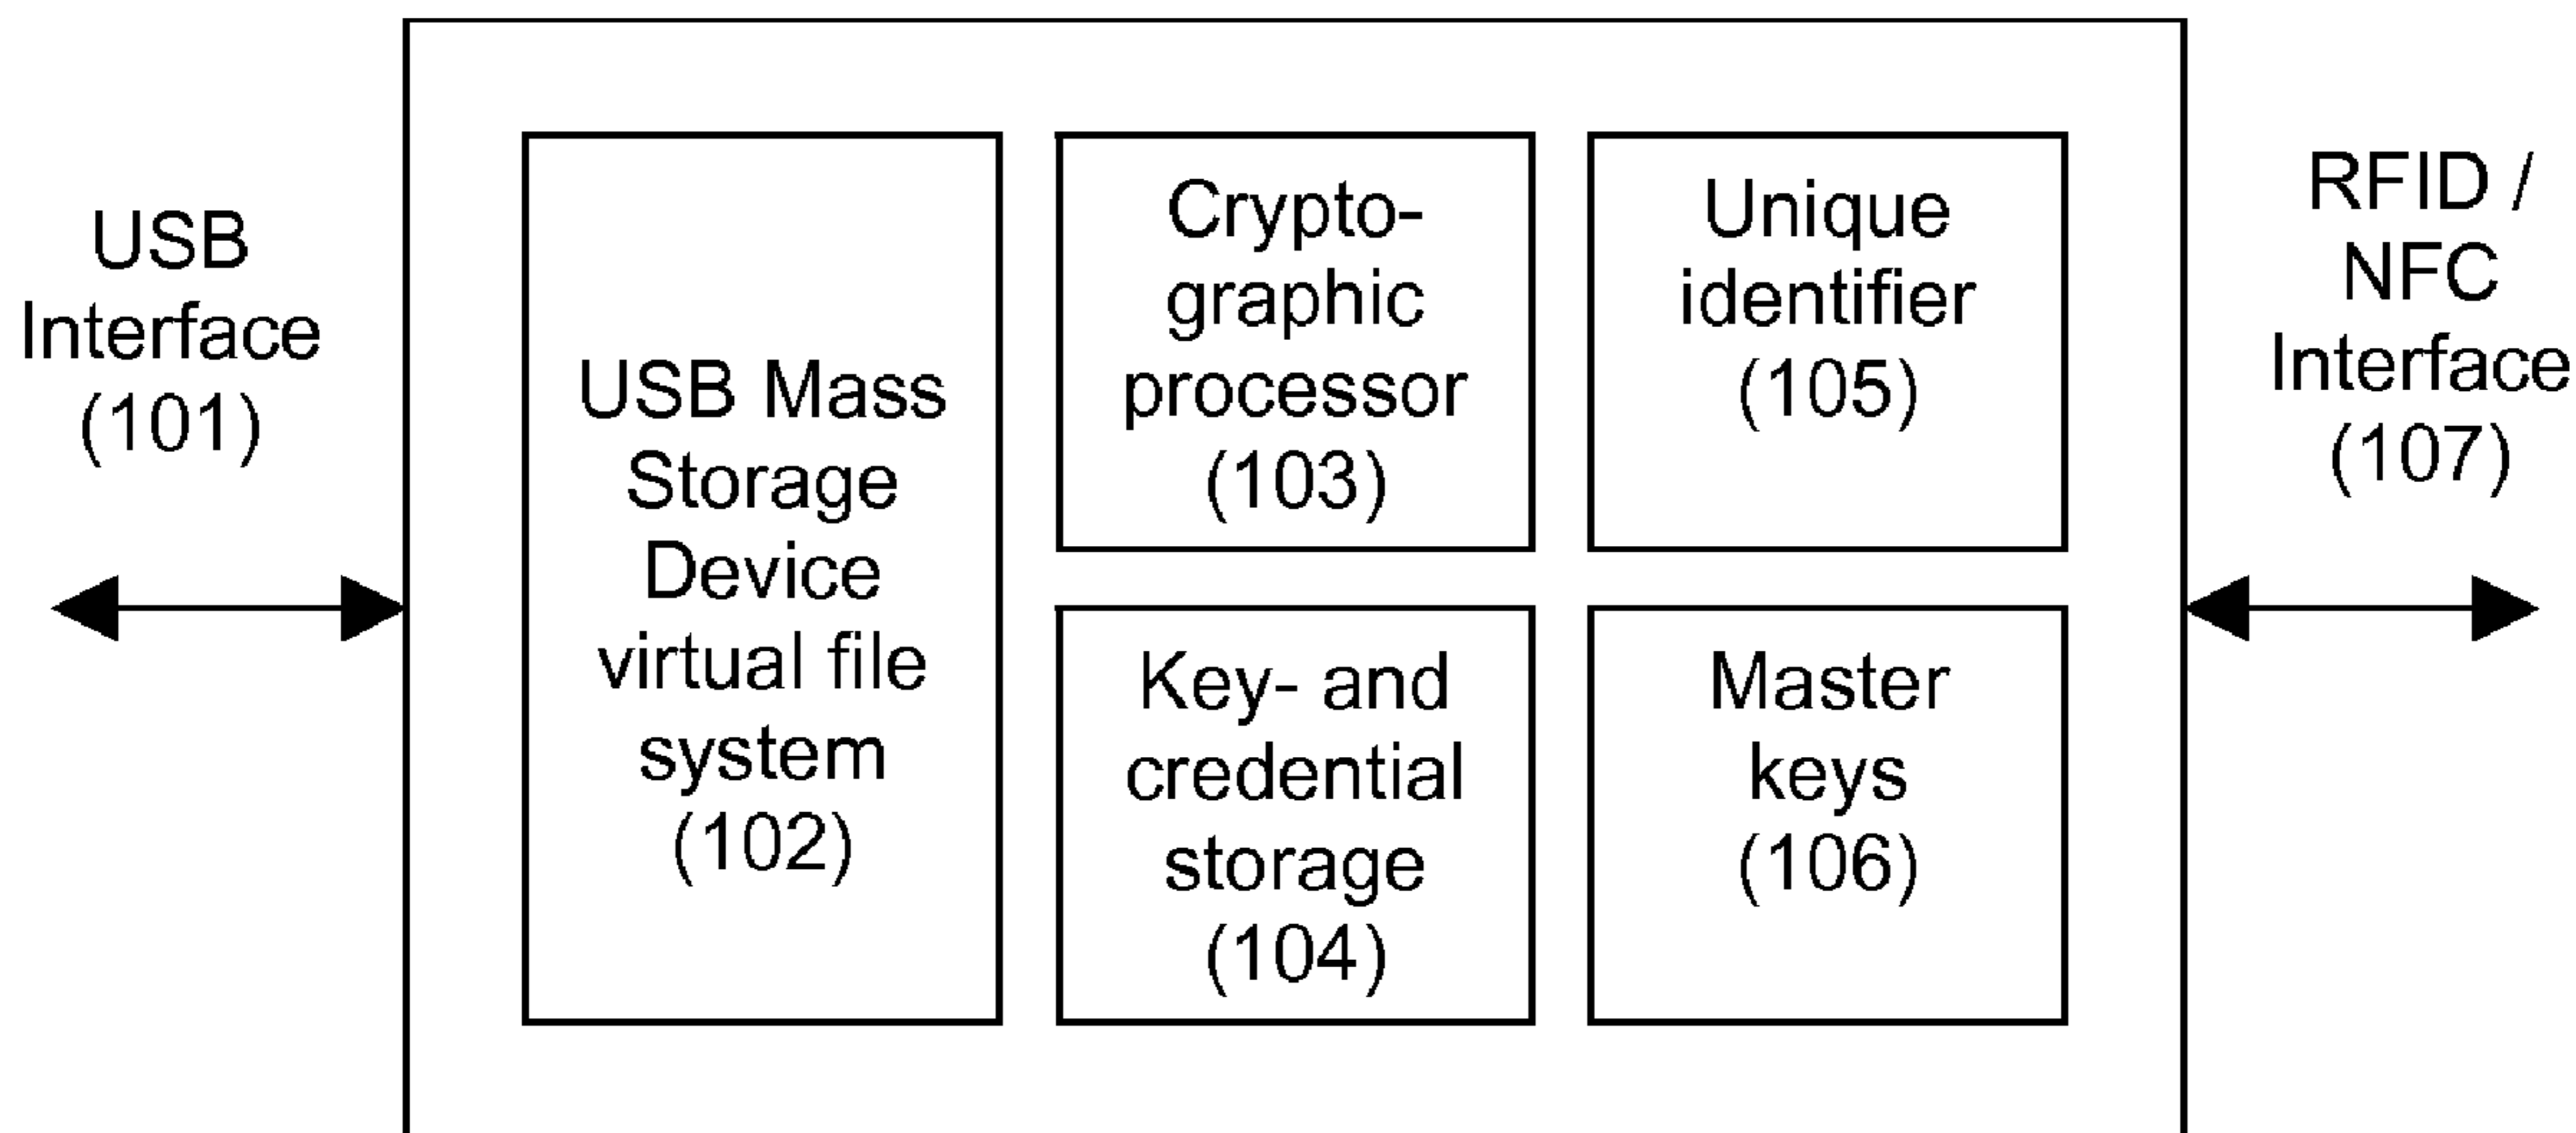 USB
Interface
(101)
USB Mass
Storage
Device
virtual file
system
(102)
Crypto-
graphic
processor
(103)
Key- and
credential
storage
(104)
Unique
identifier
(105)
Master
keys
(106)
RFID /
NFC
Interface
(107)